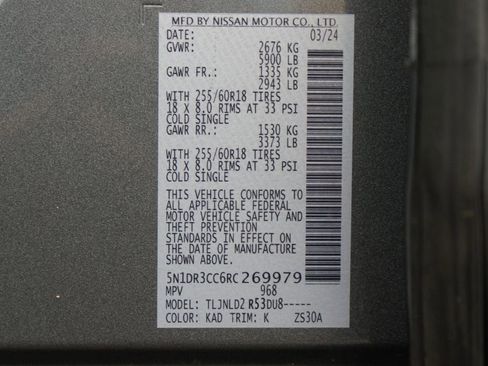 MFD BY NISSAN MOTOR CO., LTD.
DATE: 03/24
GVWR: 2676 KG
5900 LB
GAWR FR.: 1335 KG
2943 LB
WITH 255/60R18 TIRES
18 X 8.0 RIMS AT 33 PSI
COLD SINGLE
GAWR RR.: 1530 KG
3373 LB
WITH 255/60R18 TIRES
18 X 8.0 RIMS AT 33 PSI
COLD SINGLE
THIS VEHICLE CONFORMS TO
ALL APPLICABLE FEDERAL
MOTOR VEHICLE SAFETY AND
THEFT PREVENTION
STANDARDS IN EFFECT ON
THE DATE OF MANUFACTURE
SHOWN ABOVE.
5N1DR3CC6RC269979
MPV 968
MODEL: TLJNLD2 R53DU8-----
COLOR: KAD TRIM: K ZS30A